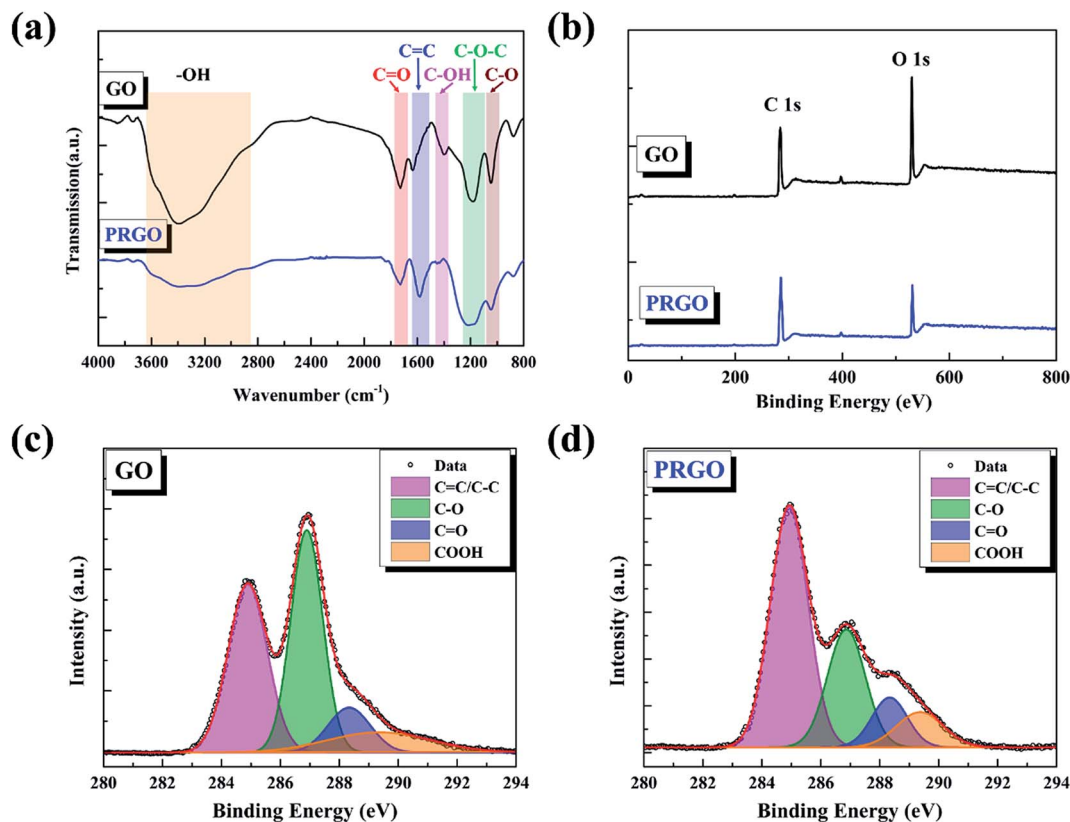 (a)
C=C
C-O-C
C=O
C-OH
C-O
-OH
GO
PRGO
Transmission(a.u.)
4000 3600 3200 2800 2400 2000 1600 1200 800
Wavenumber (cm⁻¹)
(b)
O 1s
C 1s
GO
PRGO
0 200 400 600 800
Binding Energy (eV)
(c)
GO
Data
C=C/C-C
C-O
C=O
COOH
Intensity (a.u.)
280 282 284 286 288 290 292 294
Binding Energy (eV)
(d)
PRGO
Data
C=C/C-C
C-O
C=O
COOH
Intensity (a.u.)
280 282 284 286 288 290 292 294
Binding Energy (eV)